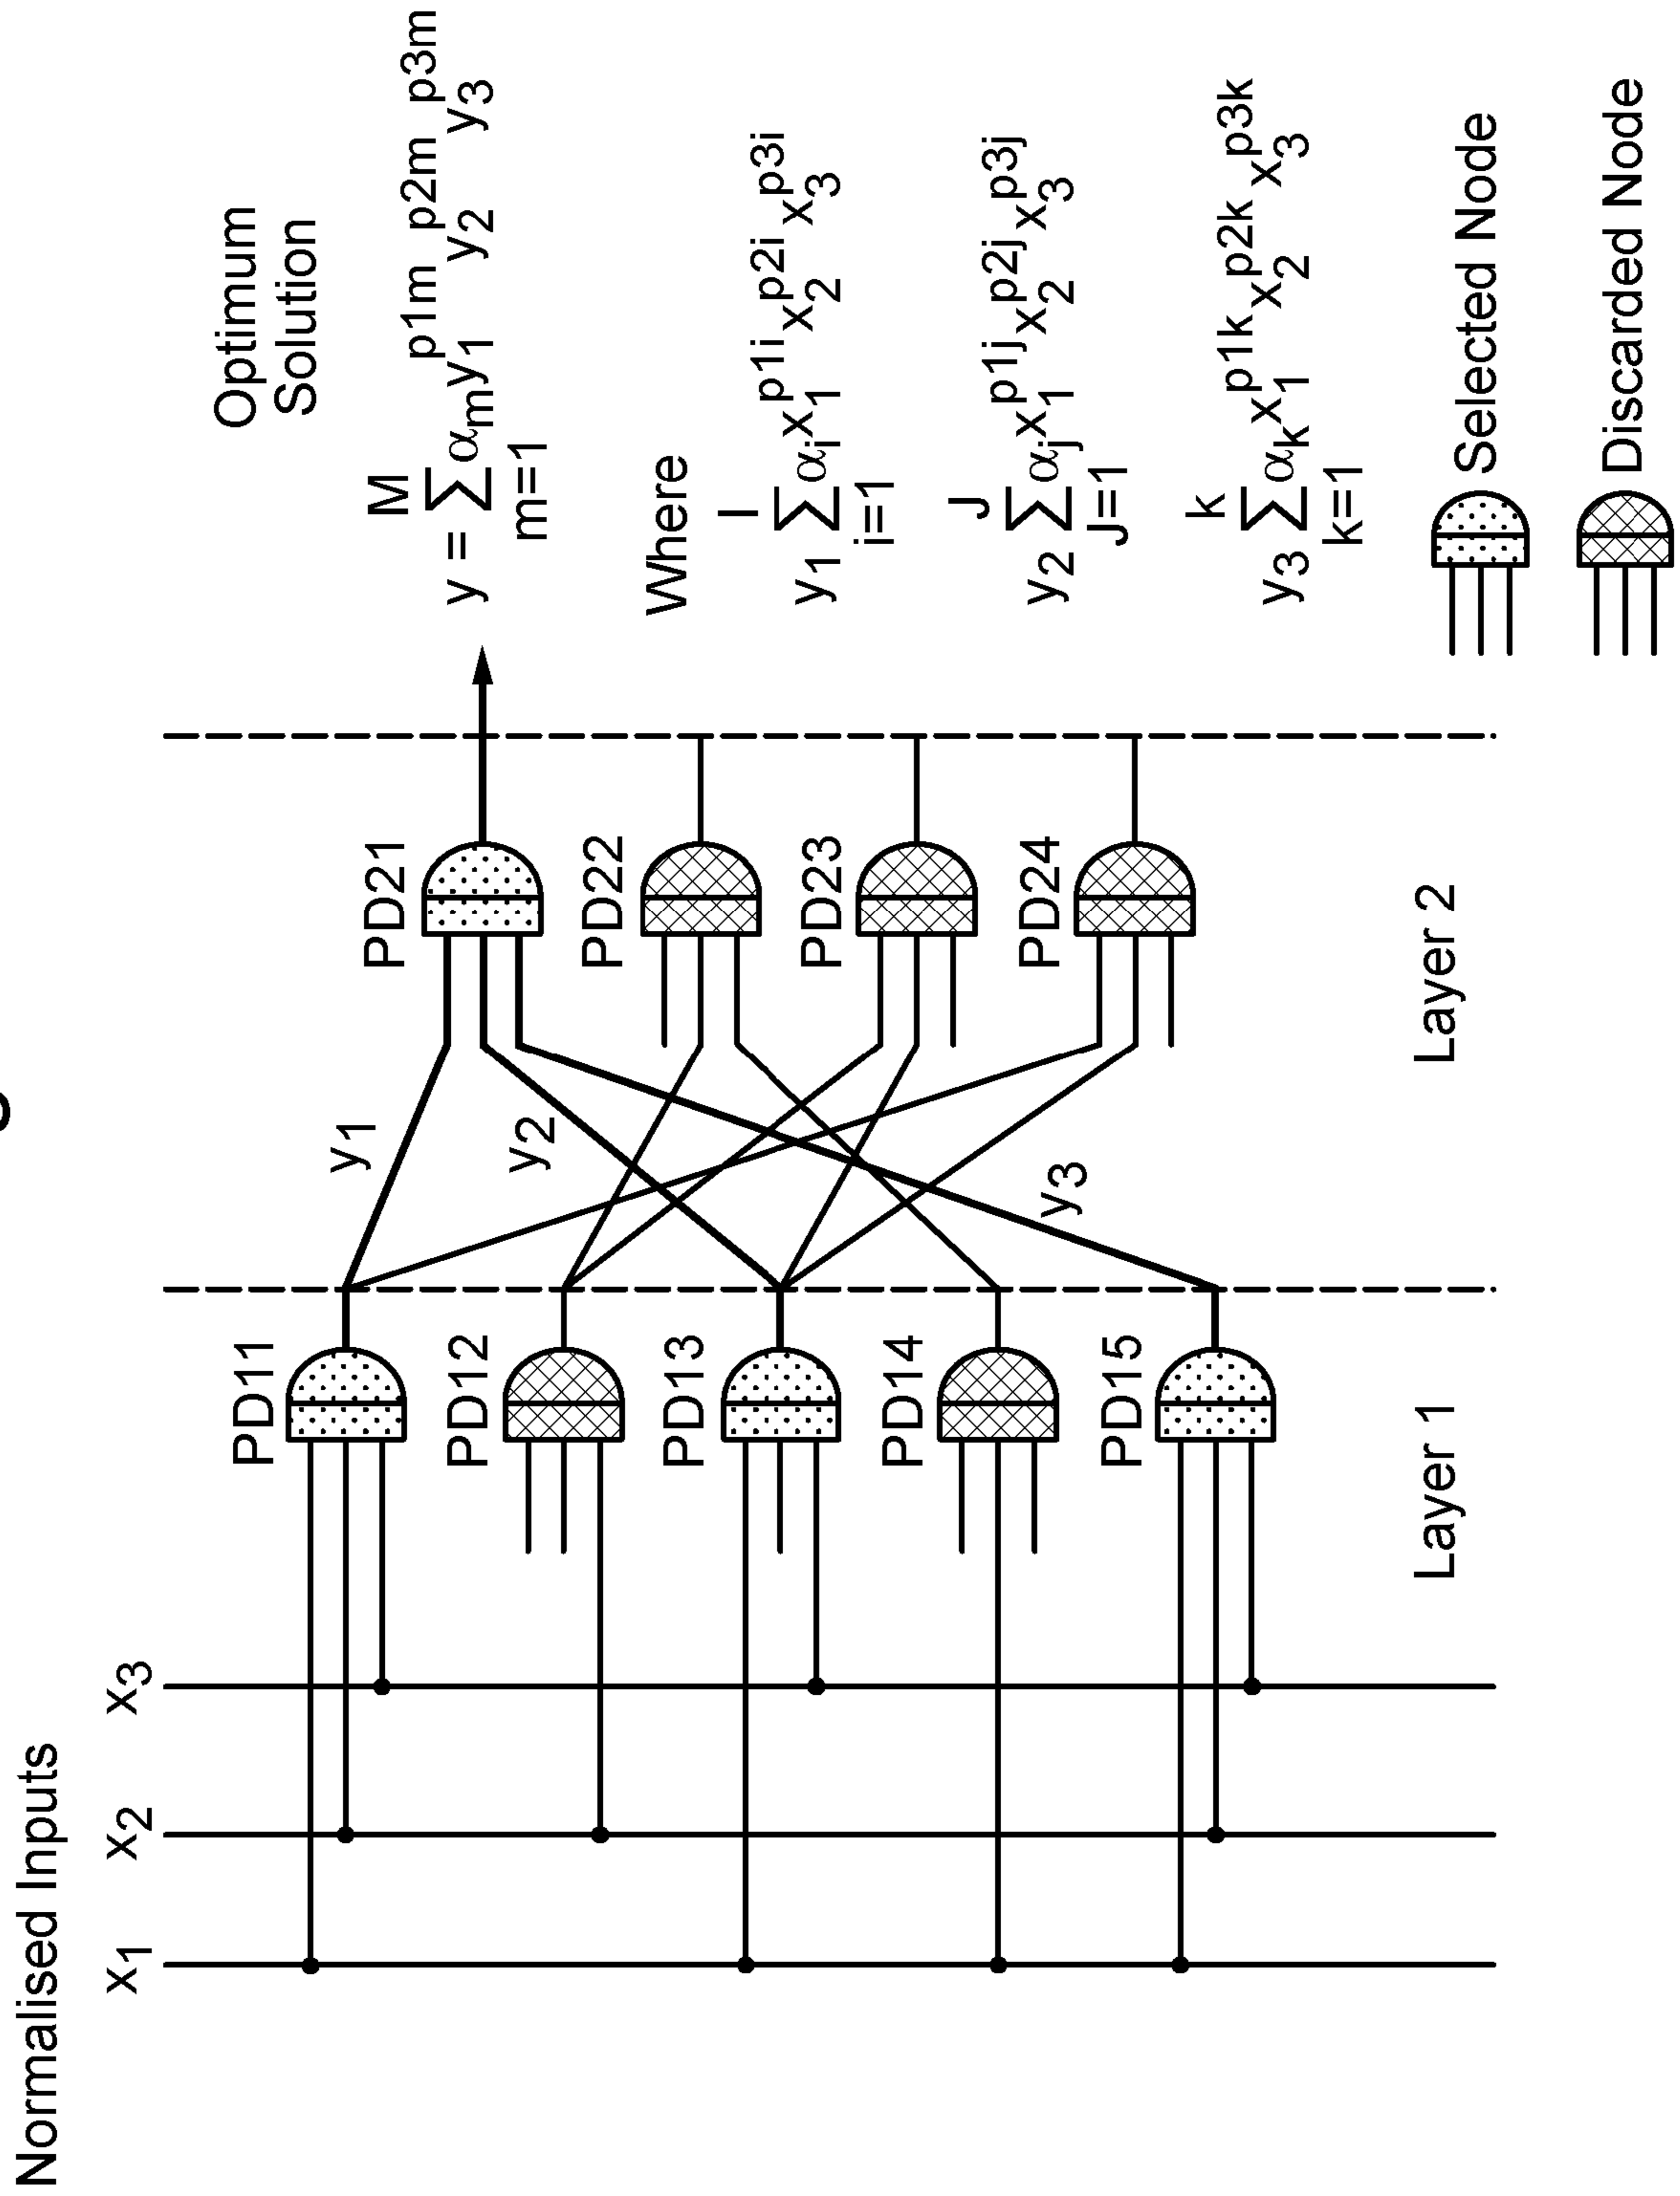 Normalised Inputs
x1 x2 x3
PD11
PD12
PD13
PD14
PD15
Layer 1
y1
y2
y3
PD21
PD22
PD23
PD24
Layer 2
Optimum
Solution
y = M∑m=1 αm y1^p1m y2^p2m y3^p3m
Where
y1 I∑i=1 αi x1^p1i x2^p2i x3^p3i
y2 J∑J=1 αj x1^p1j x2^p2j x3^p3j
y3 k∑k=1 αk x1^p1k x2^p2k x3^p3k
Selected Node
Discarded Node